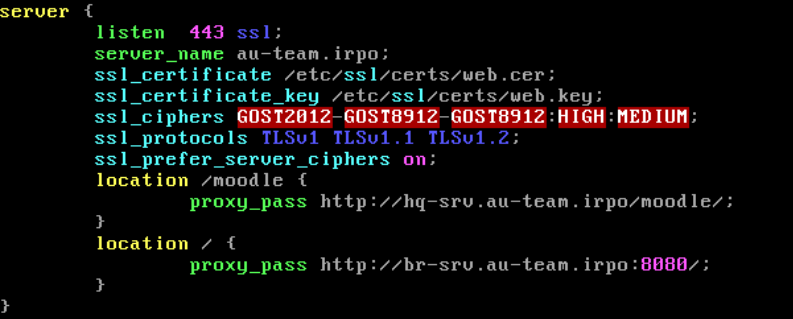 server {
listen 443 ssl;
server_name au-team.irpo;
ssl_certificate /etc/ssl/certs/web.cer;
ssl_certificate_key /etc/ssl/certs/web.key;
ssl_ciphers GOST2012-GOST8912-GOST8912:HIGH:MEDIUM;
ssl_protocols TLSv1 TLSv1.1 TLSv1.2;
ssl_prefer_server_ciphers on;
location /moodle {
proxy_pass http://hq-srv.au-team.irpo/moodle/;
}
location / {
proxy_pass http://br-srv.au-team.irpo:8080/;
}
}